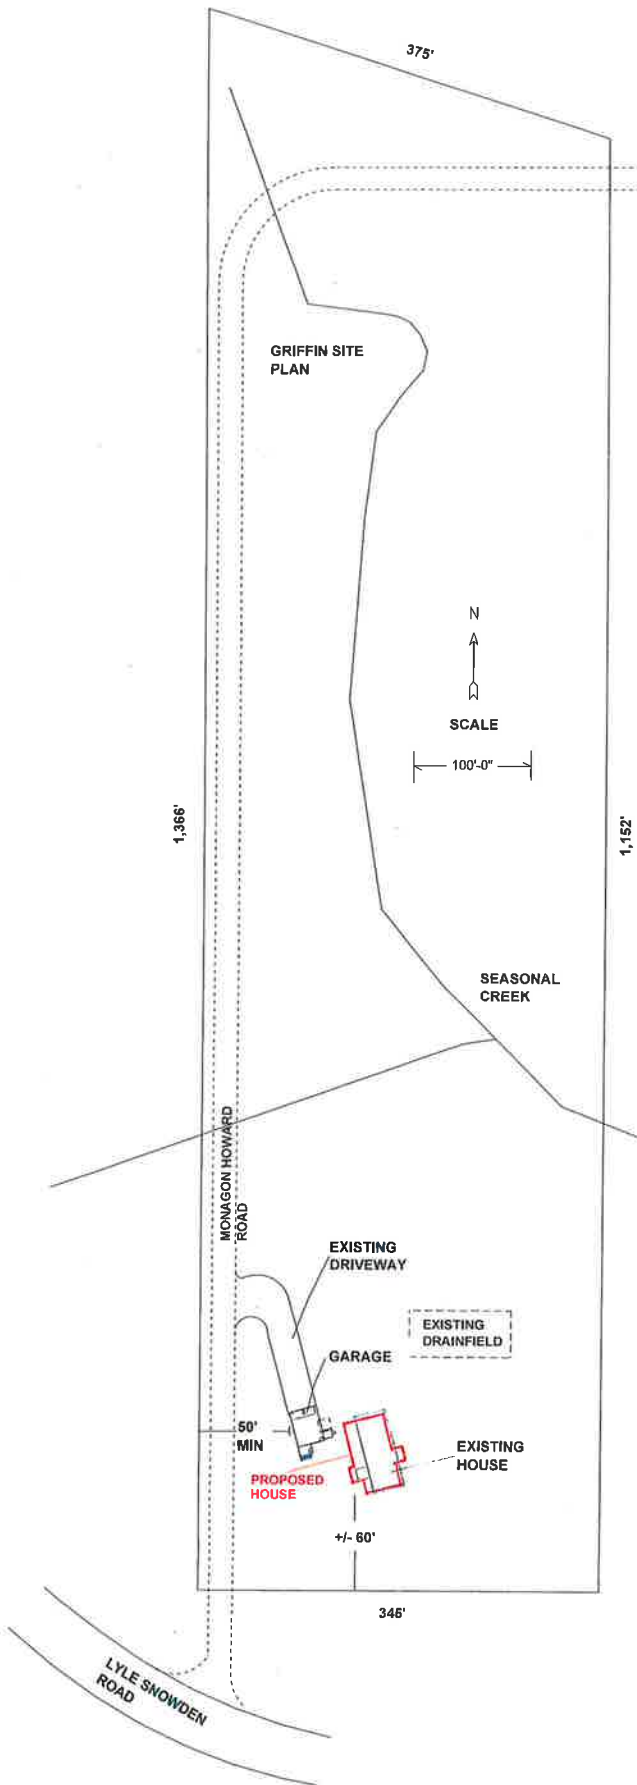 375'
GRIFFIN SITE
PLAN
N
SCALE
100'-0"
1,366'
1,152'
SEASONAL
CREEK
MONAGON HOWARD
ROAD
EXISTING
DRIVEWAY
EXISTING
DRAINFIELD
GARAGE
50'
MIN
EXISTING
HOUSE
PROPOSED
HOUSE
+/- 60'
345'
LYLE SNOWDEN
ROAD